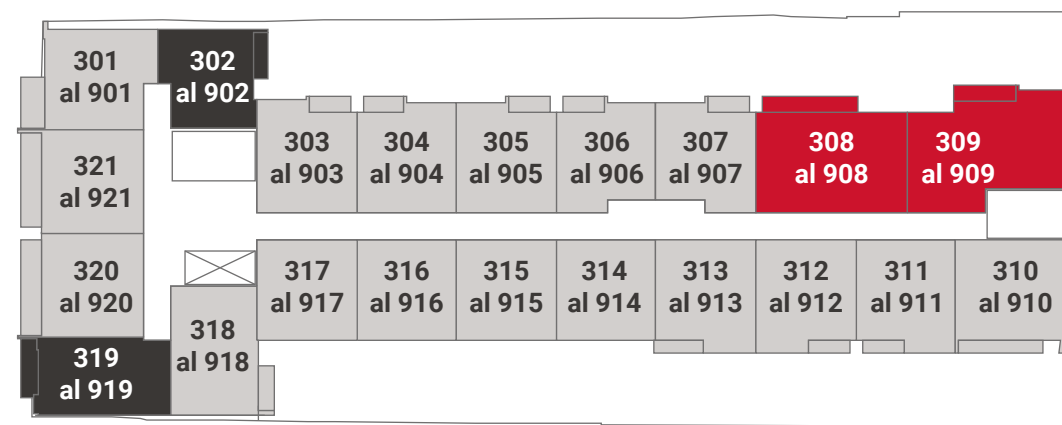 301
al 901
302
al 902
303
al 903
304
al 904
305
al 905
306
al 906
307
al 907
308
al 908
309
al 909
321
al 921
320
al 920
319
al 919
318
al 918
317
al 917
316
al 916
315
al 915
314
al 914
313
al 913
312
al 912
311
al 911
310
al 910